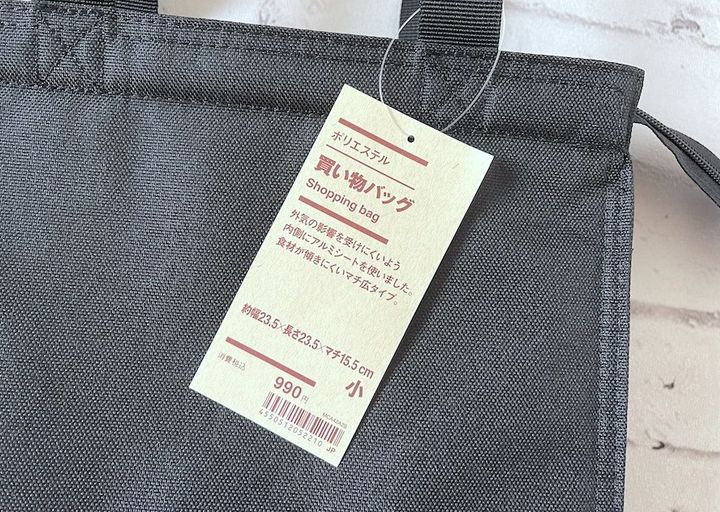 ポリエステル
買い物バッグ
Shopping bag
外気の影響を受けにくいよう
内側にアルミシートを使いました。
食材が傾きにくいマチ広タイプ。
約幅23.5×長さ23.5×マチ15.5cm
小
消費税込
990円
4550512052210 JP